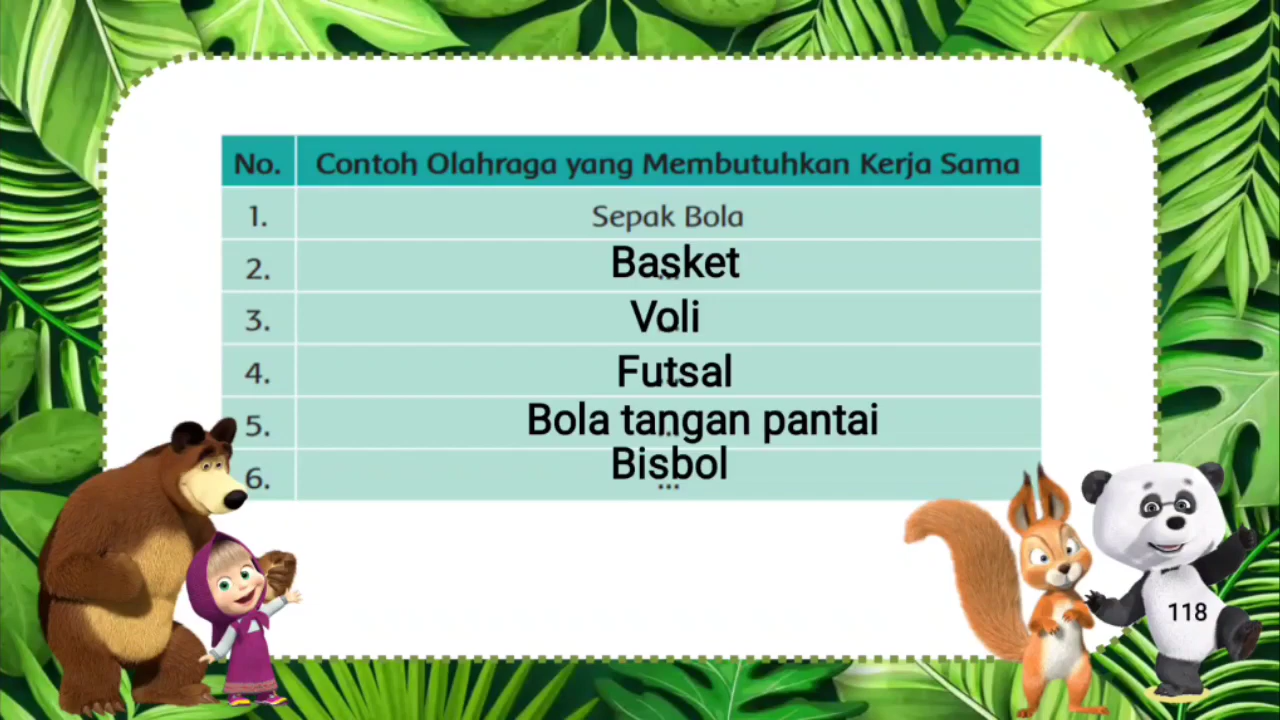 No. Contoh Olahraga yang Membutuhkan Kerja Sama
1. Sepak Bola
2. Basket
3. Voli
4. Futsal
5. Bola tangan pantai
6. Bisbol
...
118